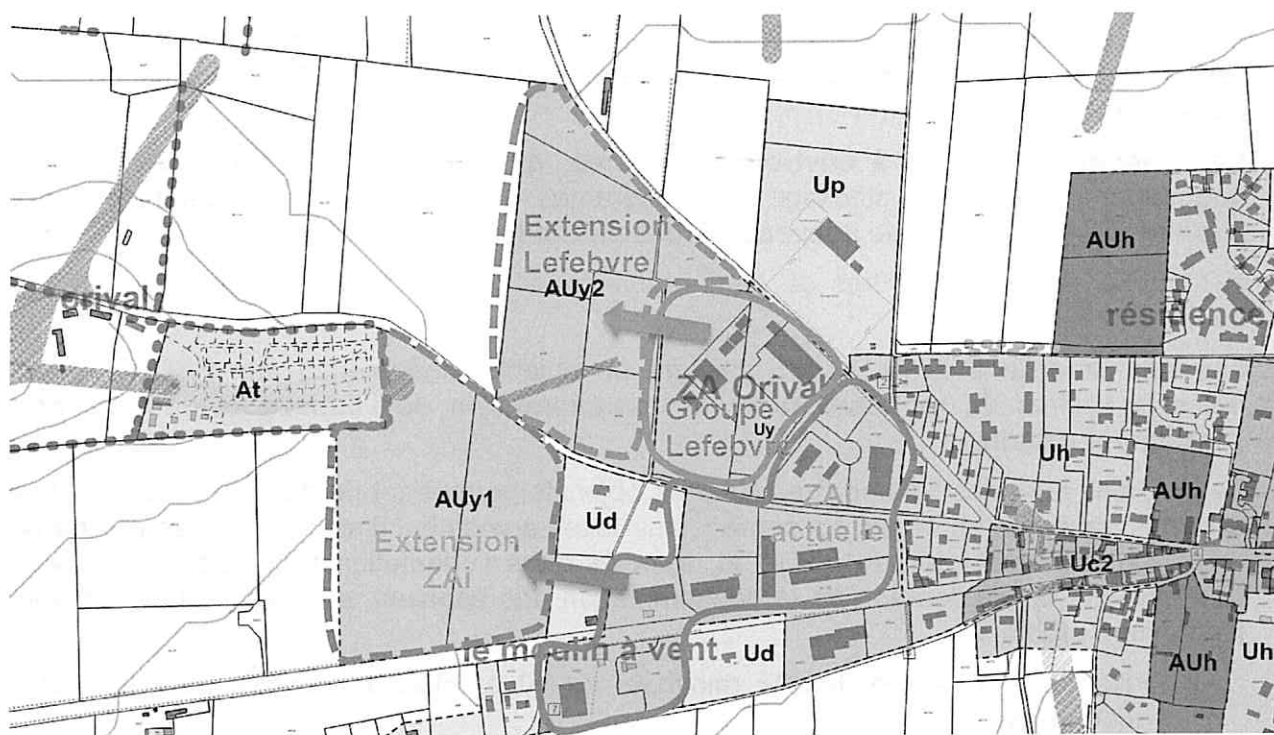 Up
AUh
Extension
Lefebvre
AUy2
orival
résidence
At
ZA Orival
Groupe
Uy
Lefebvre
Uh
AUy1
Ud
ZAi
AUh
Extension
actuelle
ZAi
Uc2
le moulin à vent
Ud
AUh
Uh